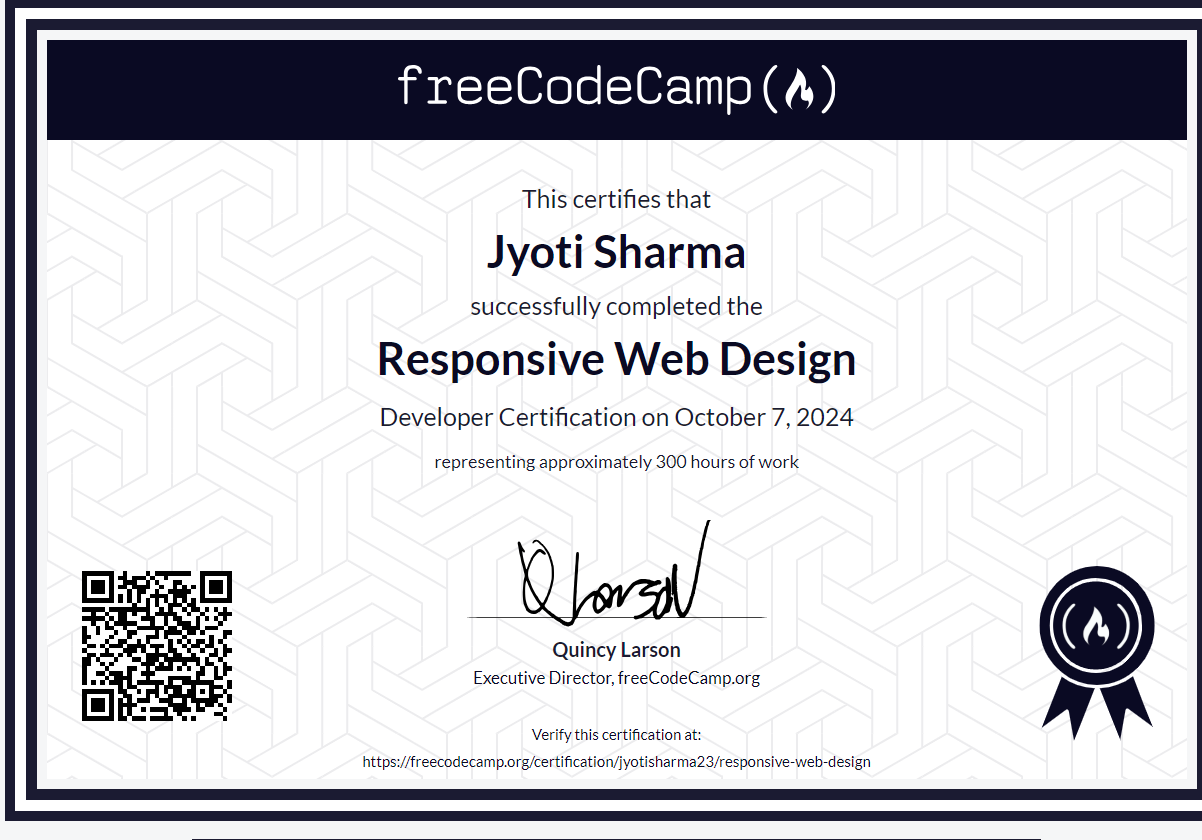 freeCodeCamp
This certifies that
Jyoti Sharma
successfully completed the
Responsive Web Design
Developer Certification on October 7, 2024
representing approximately 300 hours of work
Q Larson
Quincy Larson
Executive Director, freeCodeCamp.org
Verify this certification at:
https://freecodecamp.org/certification/jyotisharma23/responsive-web-design